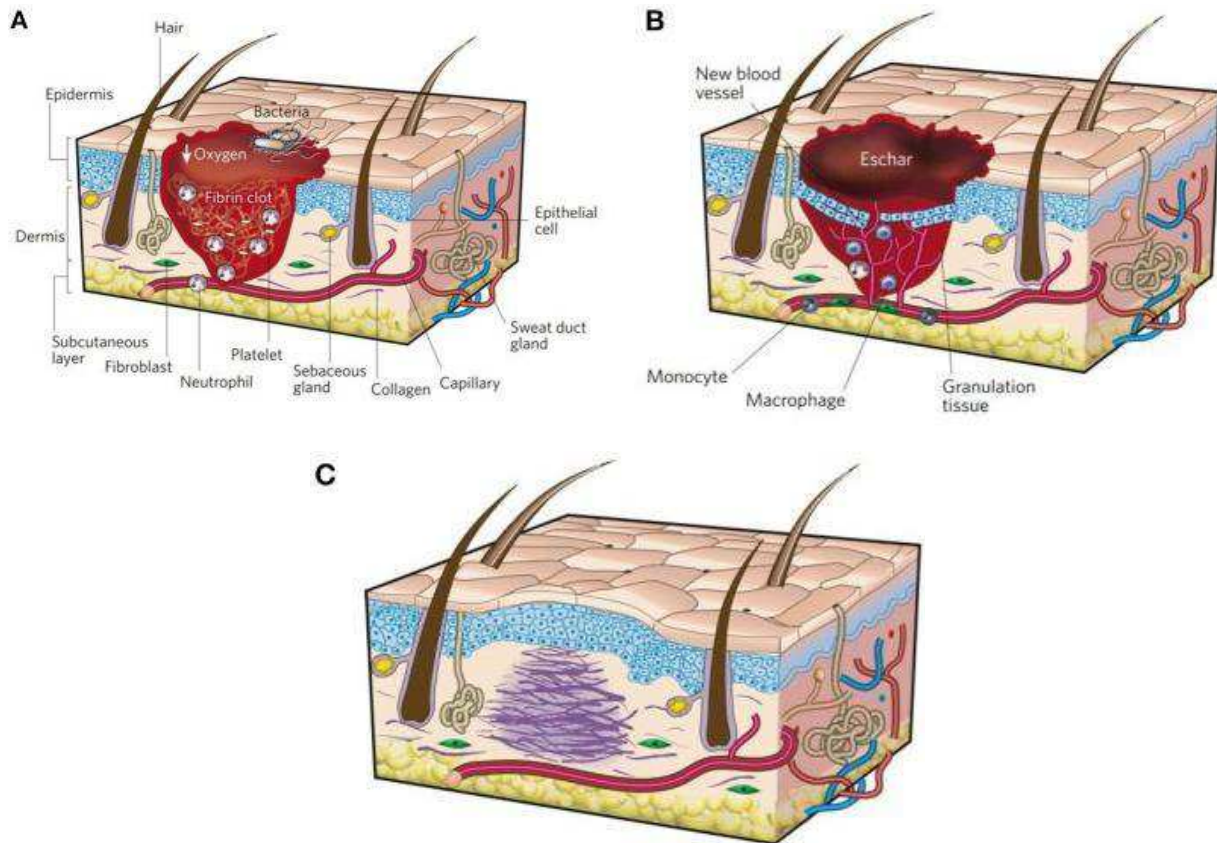 A
Hair
Epidermis
Bacteria
Oxygen
Fibrin clot
Dermis
Epithelial
cell
Subcutaneous
layer
Fibroblast
Neutrophil
Platelet
Sebaceous
gland
Collagen
Capillary
Sweat duct
gland
B
New blood
vessel
Eschar
Monocyte
Macrophage
Granulation
tissue
C